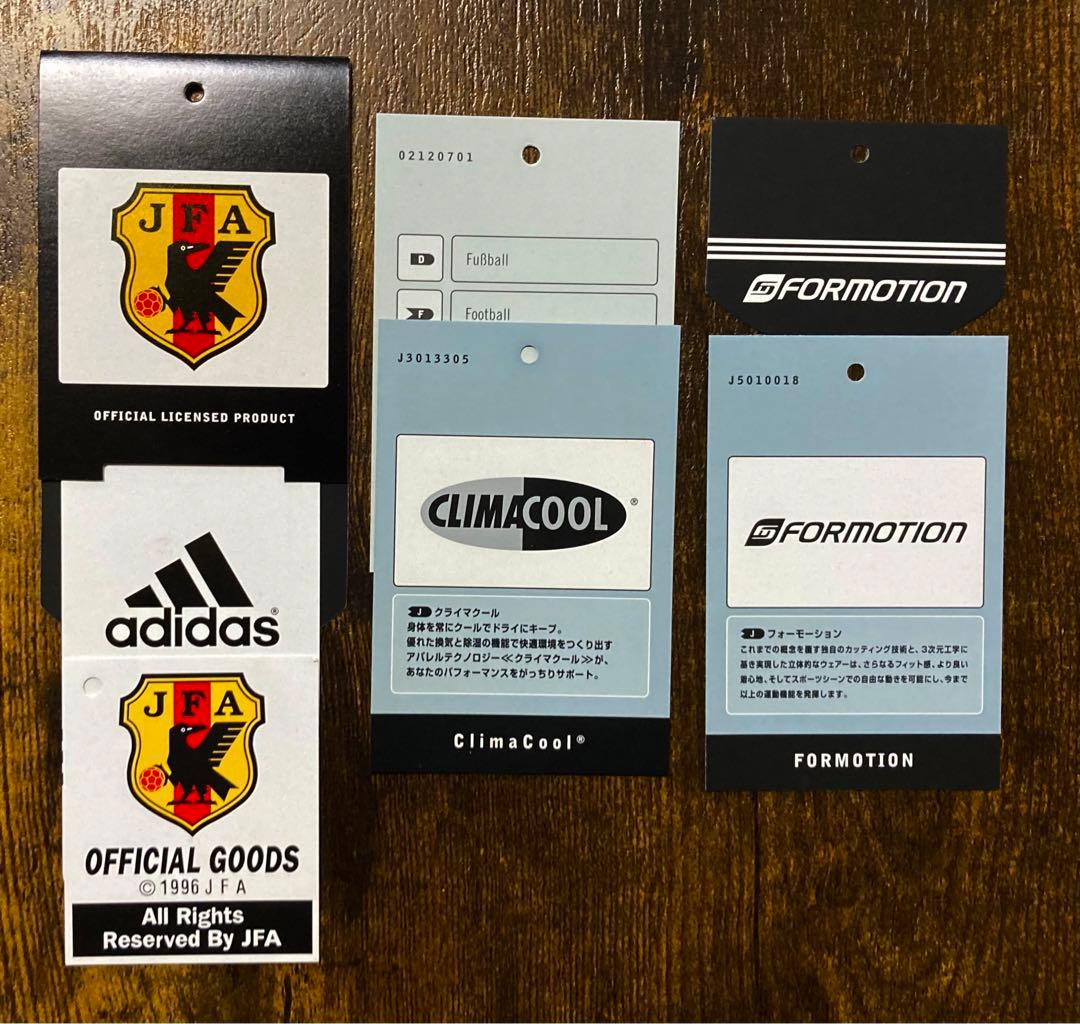 JFA
OFFICIAL LICENSED PRODUCT
adidas®
JFA
OFFICIAL GOODS
©1996 JFA
All Rights
Reserved By JFA
02120701
D Fußball
F Football
J3013305
CLIMACOOL®
J クライマクール
身体を常にクールでドライにキープ。
優れた換気と除湿の機能で快適環境をつくり出す
アパレルテクノロジー≪クライマクール≫が、
あなたのパフォーマンスをがっちりサポート。
ClimaCool®
FORMOTION
J5010018
FORMOTION
J フォーモーション
これまでの概念を覆す独自のカッティング技術と、3次元工学に
基き実現した立体的なウェアーは、さらなるフィット感、より良い
着心地、そしてスポーツシーンでの自由な動きを可能にし、今まで
以上の運動機能を発揮します。
FORMOTION